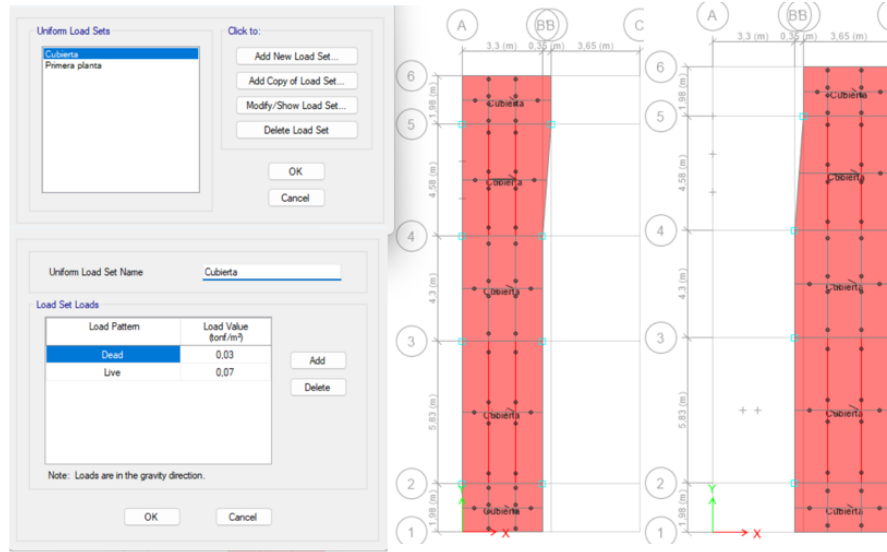 Uniform Load Sets
Cubierta
Primera planta
Click to:
Add New Load Set...
Add Copy of Load Set...
Modify/Show Load Set...
Delete Load Set
OK
Cancel
Uniform Load Set Name
Cubierta
Load Set Loads
Load Pattern Load Value (tonf/m²)
Dead 0,03
Live 0,07
Add
Delete
Note: Loads are in the gravity direction.
OK Cancel
A B'B C
3,3 (m) 0,35 (m) 3,65 (m)
6
1,98 (m)
Cubierta
5
4,58 (m)
Cubierta
4
4,3 (m)
Cubierta
3
5,83 (m)
Cubierta
2
Y
1,98 (m)
Cubierta
1
X
A B'B
3,3 (m) 0,35 (m) 3,65 (m)
6
1,98 (m)
Cubierta
5
4,58 (m)
Cubierta
4
4,3 (m)
Cubierta
3
5,83 (m)
Cubierta
2
Y
1,98 (m)
Cubierta
1
X